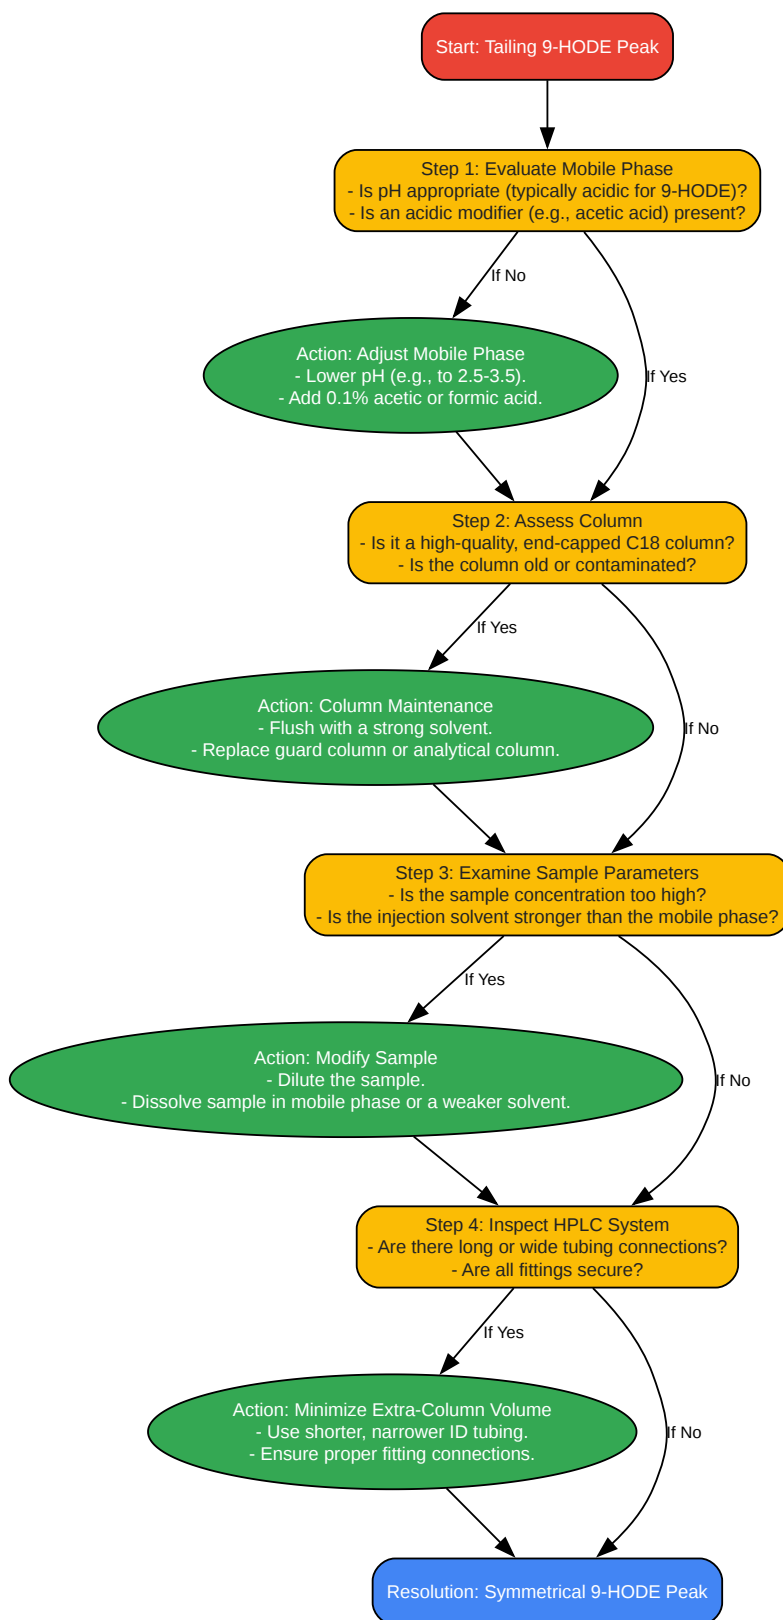 Start: Tailing 9-HODE Peak
Step 1: Evaluate Mobile Phase
- Is pH appropriate (typically acidic for 9-HODE)?
- Is an acidic modifier (e.g., acetic acid) present?
If No
Action: Adjust Mobile Phase
- Lower pH (e.g., to 2.5-3.5).
- Add 0.1% acetic or formic acid.
If Yes
Step 2: Assess Column
- Is it a high-quality, end-capped C18 column?
- Is the column old or contaminated?
If Yes
Action: Column Maintenance
- Flush with a strong solvent.
- Replace guard column or analytical column.
If No
Step 3: Examine Sample Parameters
- Is the sample concentration too high?
- Is the injection solvent stronger than the mobile phase?
If Yes
Action: Modify Sample
- Dilute the sample.
- Dissolve sample in mobile phase or a weaker solvent.
If No
Step 4: Inspect HPLC System
- Are there long or wide tubing connections?
- Are all fittings secure?
If Yes
Action: Minimize Extra-Column Volume
- Use shorter, narrower ID tubing.
- Ensure proper fitting connections.
If No
Resolution: Symmetrical 9-HODE Peak